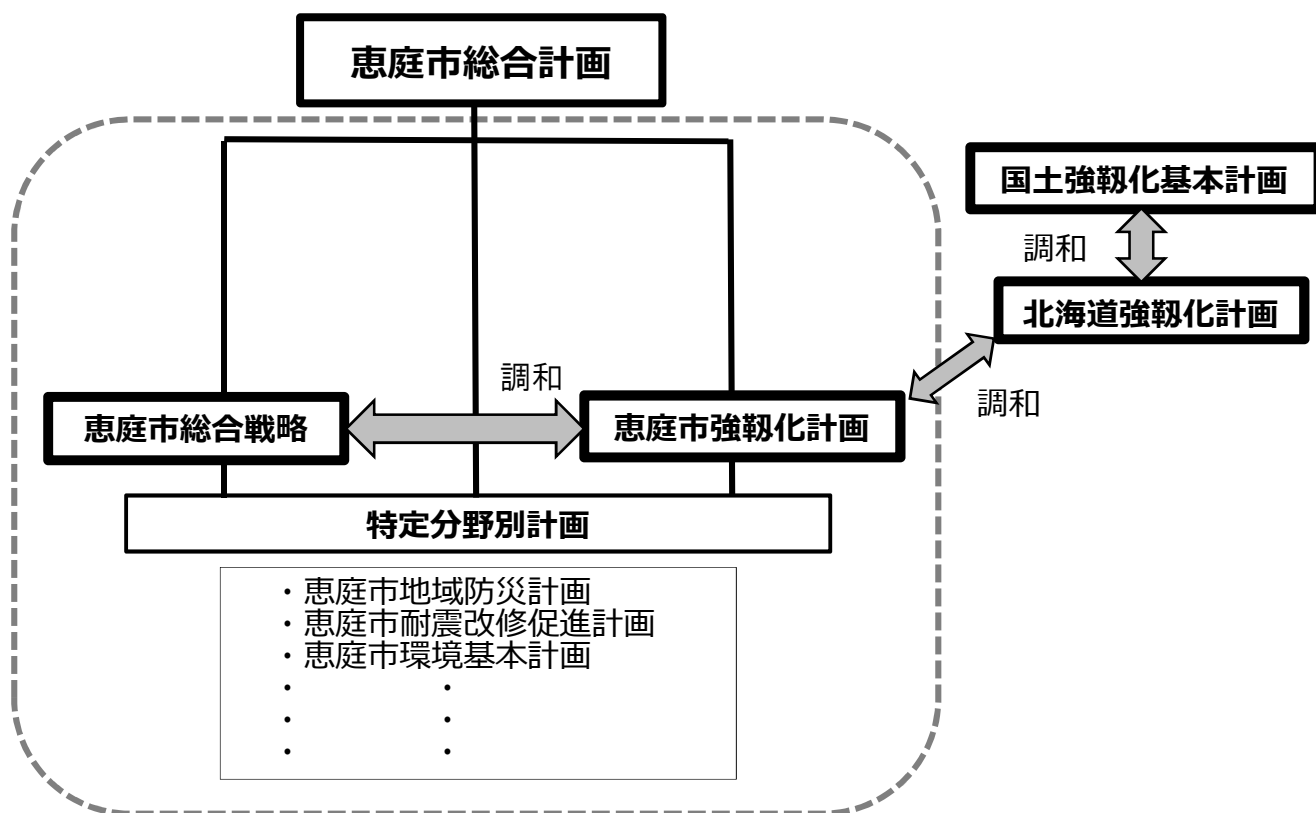 恵庭市総合計画
国土強靱化基本計画
調和
北海道強靱化計画
調和
調和
恵庭市総合戦略
恵庭市強靱化計画
特定分野別計画
・恵庭市地域防災計画
・恵庭市耐震改修促進計画
・恵庭市環境基本計画
・ ・
・ ・
・ ・